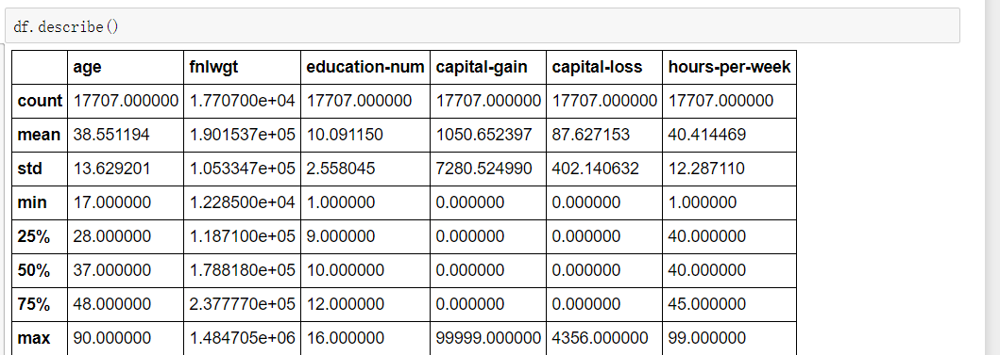 df.describe()
age fnlwgt education-num capital-gain capital-loss hours-per-week
count 17707.000000 1.770700e+04 17707.000000 17707.000000 17707.000000 17707.000000
mean 38.551194 1.901537e+05 10.091150 1050.652397 87.627153 40.414469
std 13.629201 1.053347e+05 2.558045 7280.524990 402.140632 12.287110
min 17.000000 1.228500e+04 1.000000 0.000000 0.000000 1.000000
25% 28.000000 1.187100e+05 9.000000 0.000000 0.000000 40.000000
50% 37.000000 1.788180e+05 10.000000 0.000000 0.000000 40.000000
75% 48.000000 2.377770e+05 12.000000 0.000000 0.000000 45.000000
max 90.000000 1.484705e+06 16.000000 99999.000000 4356.000000 99.000000